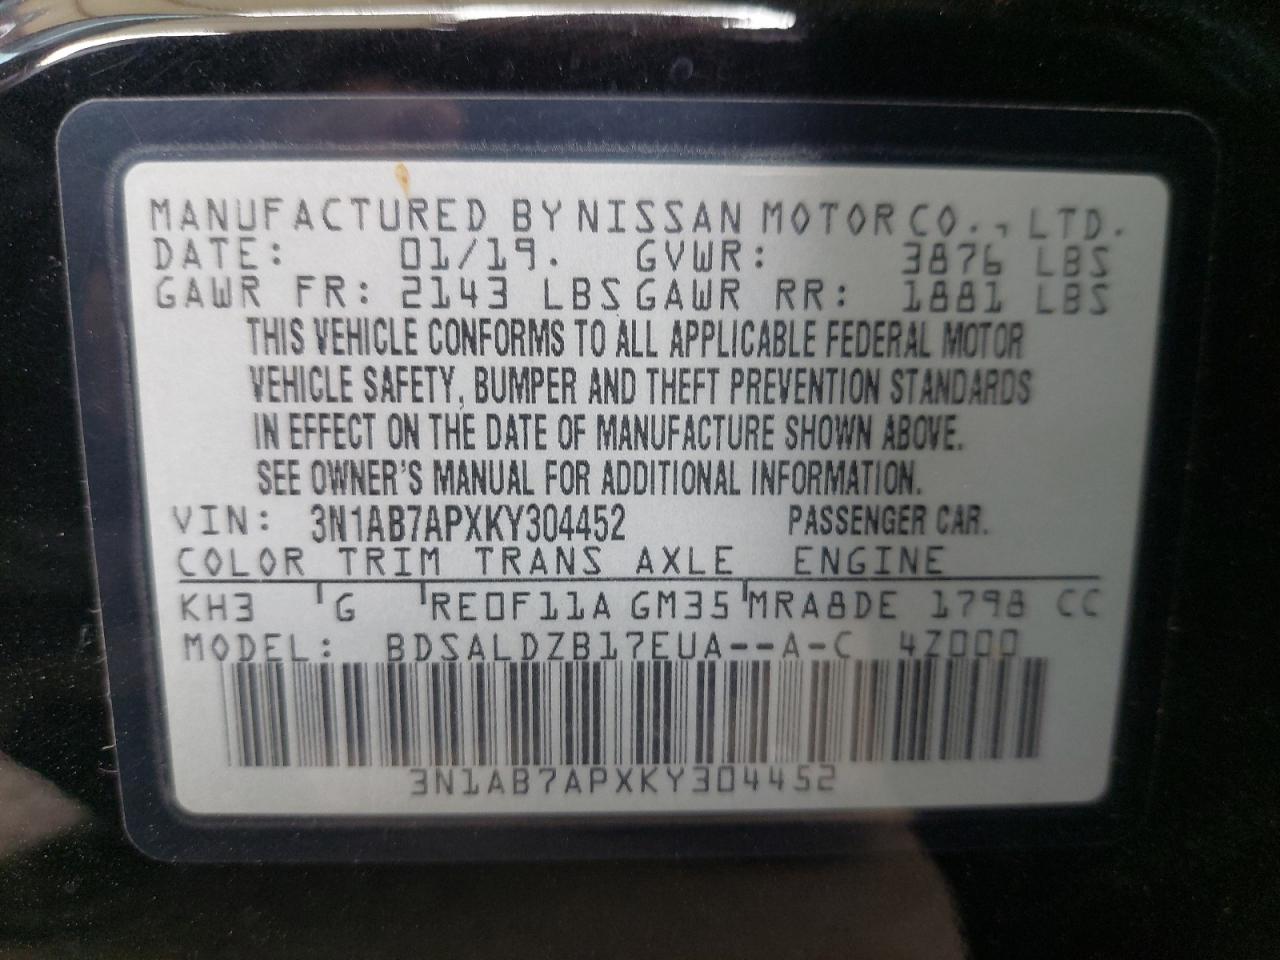 MANUFACTURED BY NISSAN MOTOR CO., LTD.
DATE: 01/19. GVWR: 3876 LBS
GAWR FR: 2143 LBS GAWR RR: 1881 LBS
THIS VEHICLE CONFORMS TO ALL APPLICABLE FEDERAL MOTOR
VEHICLE SAFETY, BUMPER AND THEFT PREVENTION STANDARDS
IN EFFECT ON THE DATE OF MANUFACTURE SHOWN ABOVE.
SEE OWNER'S MANUAL FOR ADDITIONAL INFORMATION.
VIN: 3N1AB7APXKY304452 PASSENGER CAR.
COLOR TRIM TRANS AXLE ENGINE
KH3 G RE0F11A GM35 MRA8DE 1798 CC
MODEL: BDSALDZB17EUA--A-C 4Z000
3N1AB7APXKY304452